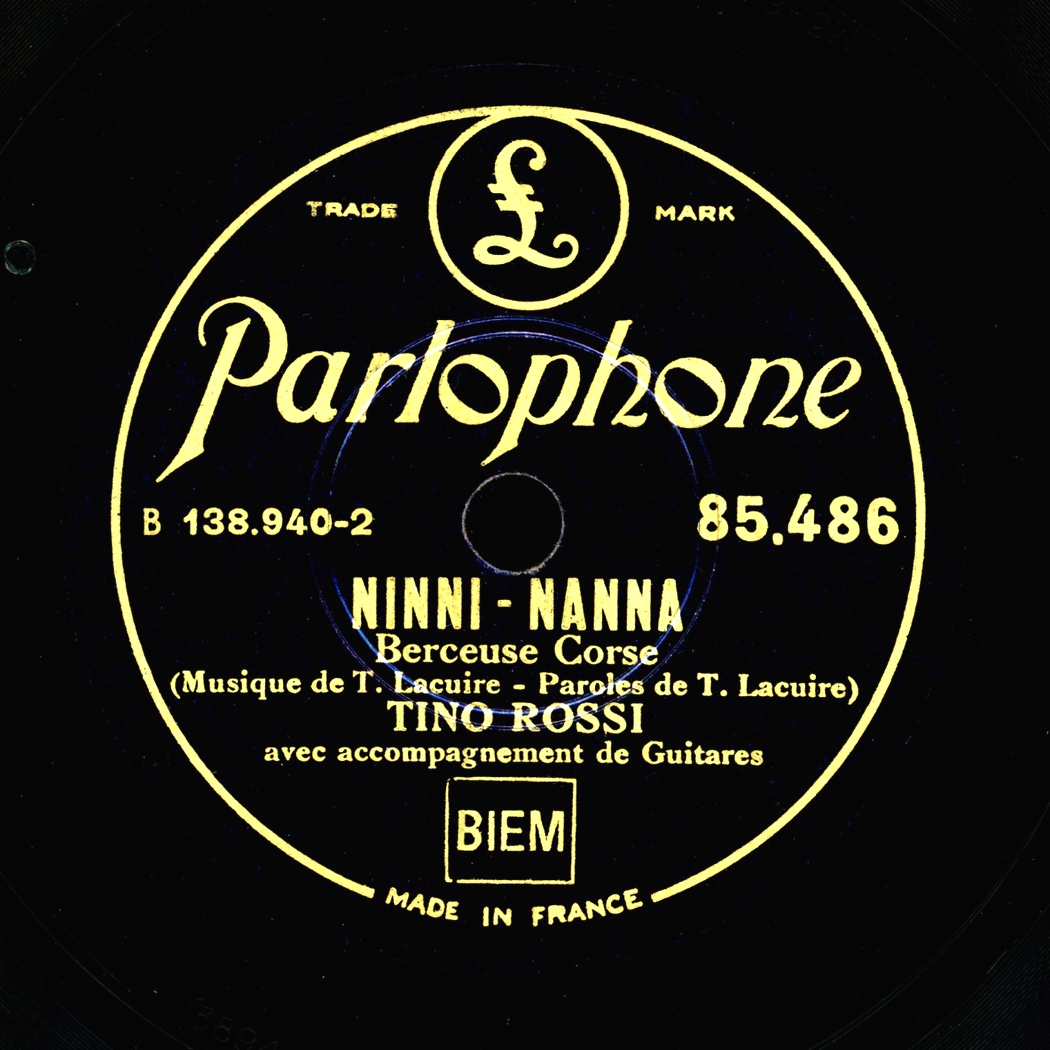 £
TRADE MARK
Parlophone
B 138.940-2 85.486
NINNI - NANNA
Berceuse Corse
(Musique de T. Lacuire - Paroles de T. Lacuire)
TINO ROSSI
avec accompagnement de Guitares
BIEM
MADE IN FRANCE